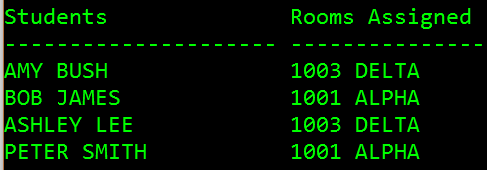 Students Rooms Assigned
--------------------- ---------------
AMY BUSH 1003 DELTA
BOB JAMES 1001 ALPHA
ASHLEY LEE 1003 DELTA
PETER SMITH 1001 ALPHA